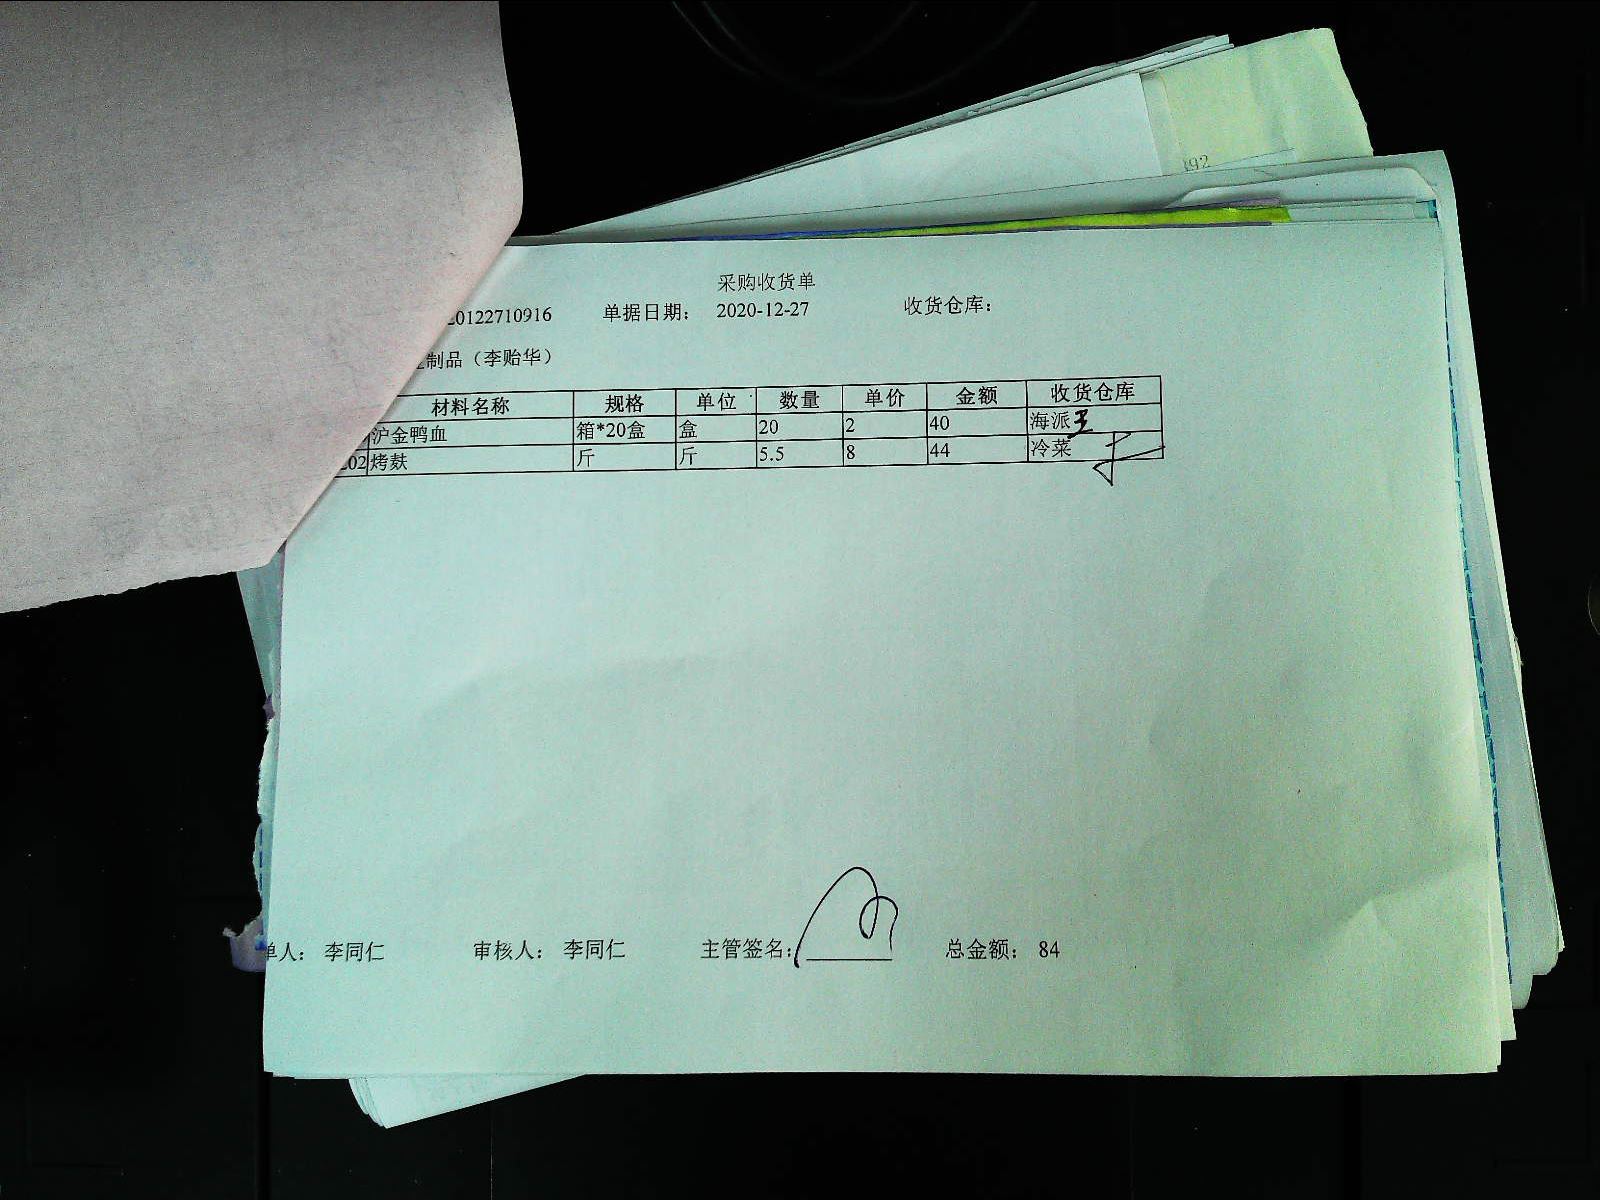 192
采购收货单
20122710916 单据日期： 2020-12-27 收货仓库：
制品（李贻华）
材料名称 规格 单位 数量 单价 金额 收货仓库
沪金鸭血 箱*20盒 盒 20 2 40 海派 王
202 烤麸 斤 斤 5.5 8 44 冷菜
单人： 李同仁 审核人： 李同仁 主管签名： 总金额： 84